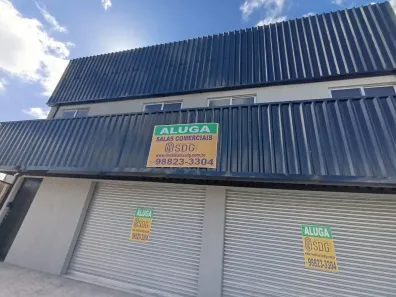 ALUGA
SALAS COMERCIAIS
SDG
98823-3304
ALUGA
SDG
ALUGA
SDG
98823-3304